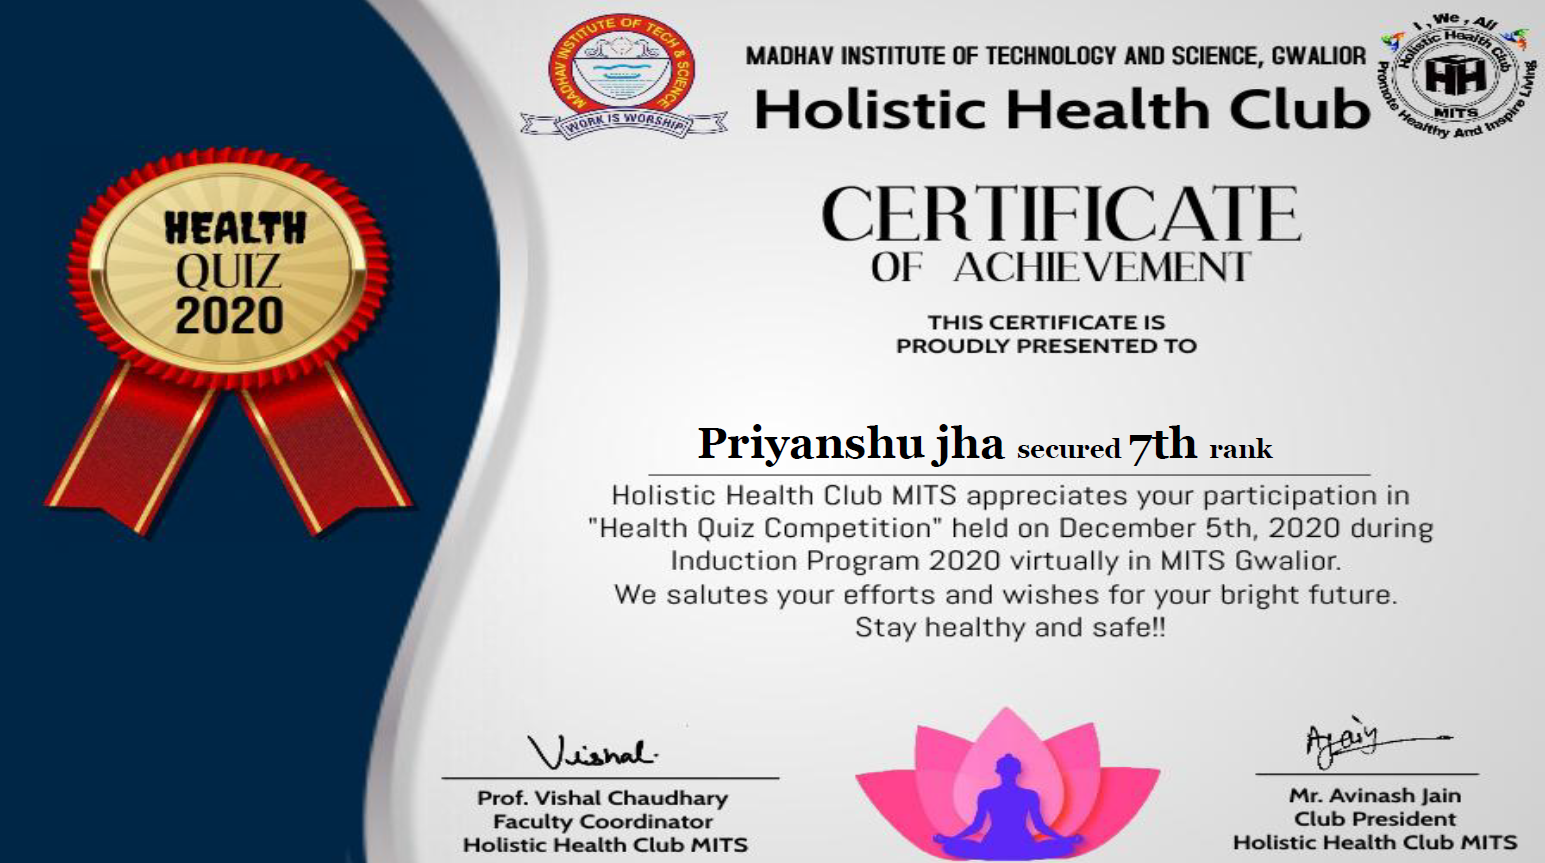 MADHAV INSTITUTE OF TECH & SCIENCE
WORK IS WORSHIP
MADHAV INSTITUTE OF TECHNOLOGY AND SCIENCE, GWALIOR
Holistic Health Club
I, We, All
Holistic Health Club
HH
MITS
Promote Healthy And Inspire Living
HEALTH
QUIZ
2020
CERTIFICATE
OF ACHIEVEMENT
THIS CERTIFICATE IS
PROUDLY PRESENTED TO
Priyanshu jha secured 7th rank
Holistic Health Club MITS appreciates your participation in
"Health Quiz Competition" held on December 5th, 2020 during
Induction Program 2020 virtually in MITS Gwalior.
We salutes your efforts and wishes for your bright future.
Stay healthy and safe!!
Vishal
Prof. Vishal Chaudhary
Faculty Coordinator
Holistic Health Club MITS
Mr. Avinash Jain
Club President
Holistic Health Club MITS